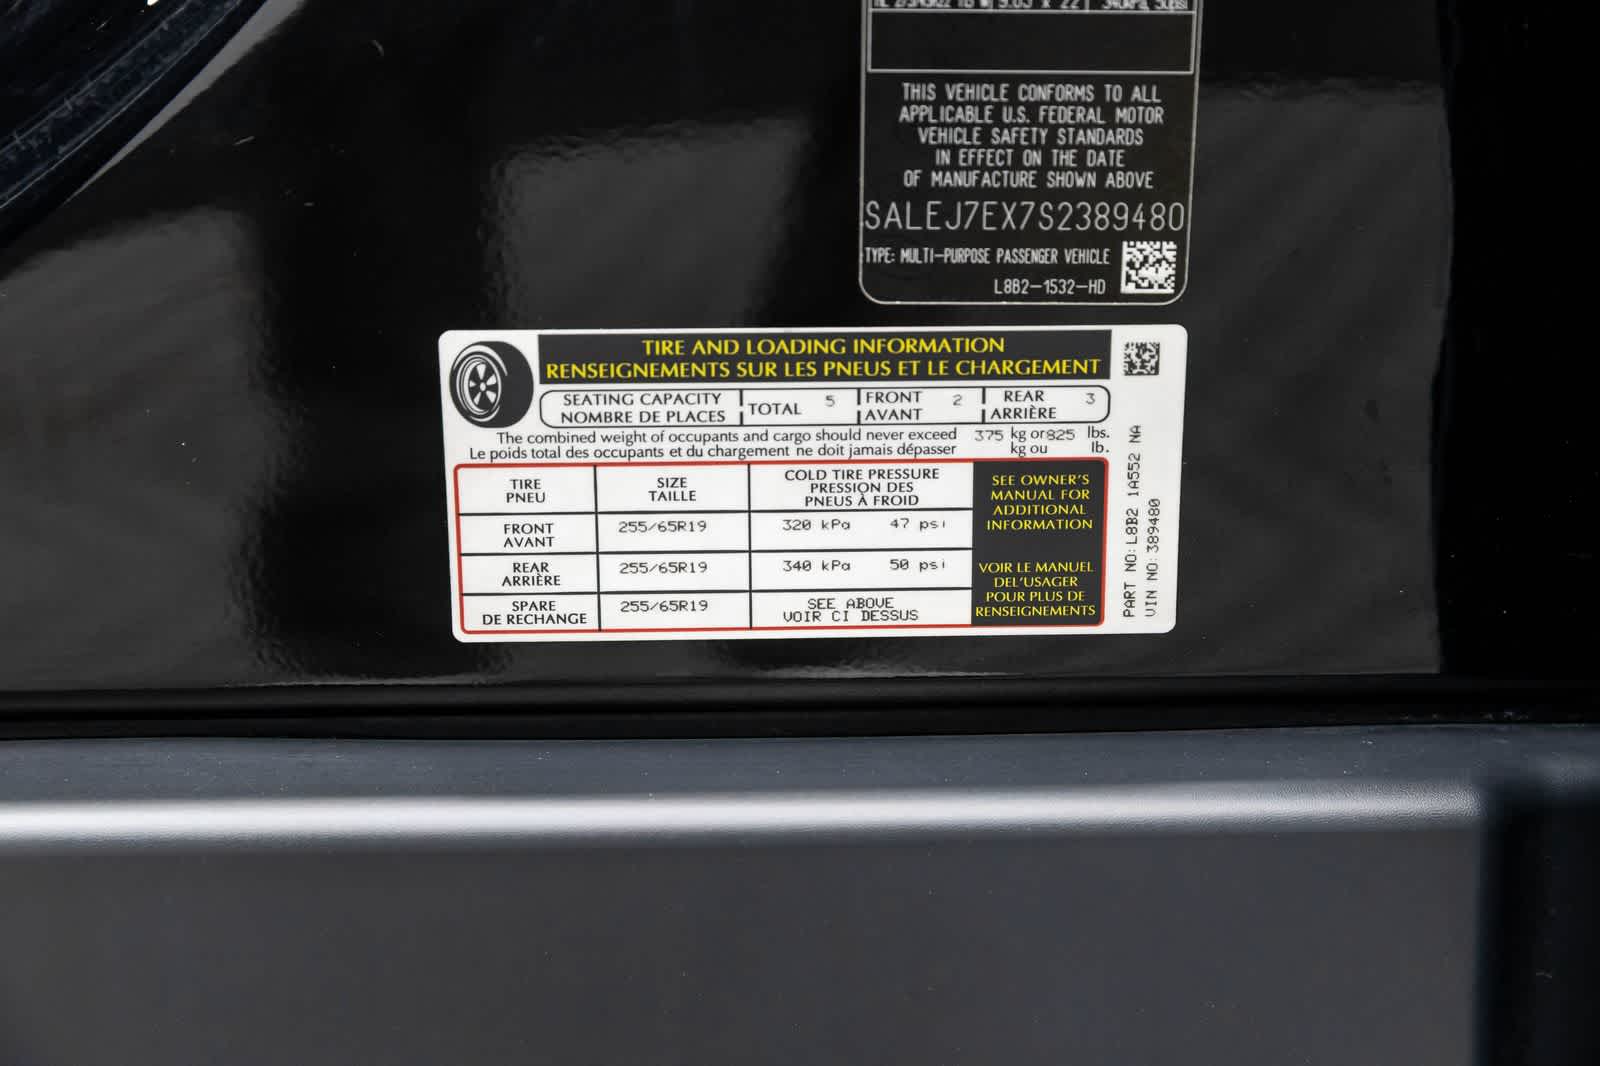 9.05 x 22 340kPa, 50psi
THIS VEHICLE CONFORMS TO ALL
APPLICABLE U.S. FEDERAL MOTOR
VEHICLE SAFETY STANDARDS
IN EFFECT ON THE DATE
OF MANUFACTURE SHOWN ABOVE
SALEJ7EX7S2389480
TYPE: MULTI-PURPOSE PASSENGER VEHICLE
L8B2-1532-HD
TIRE AND LOADING INFORMATION
RENSEIGNEMENTS SUR LES PNEUS ET LE CHARGEMENT
SEATING CAPACITY
NOMBRE DE PLACES
TOTAL 5
FRONT 2
AVANT
REAR 3
ARRIÈRE
The combined weight of occupants and cargo should never exceed 375 kg or 825 lbs.
Le poids total des occupants et du chargement ne doit jamais dépasser kg ou lb.
TIRE
PNEU
SIZE
TAILLE
COLD TIRE PRESSURE
PRESSION DES
PNEUS À FROID
FRONT
AVANT
255/65R19
320 kPa 47 psi
REAR
ARRIÈRE
255/65R19
340 kPa 50 psi
SPARE
DE RECHANGE
255/65R19
SEE ABOVE
VOIR CI DESSUS
SEE OWNER'S
MANUAL FOR
ADDITIONAL
INFORMATION
VOIR LE MANUEL
DEL'USAGER
POUR PLUS DE
RENSEIGNEMENTS
PART NO: L8B2 1A552 NA
VIN NO: 389480